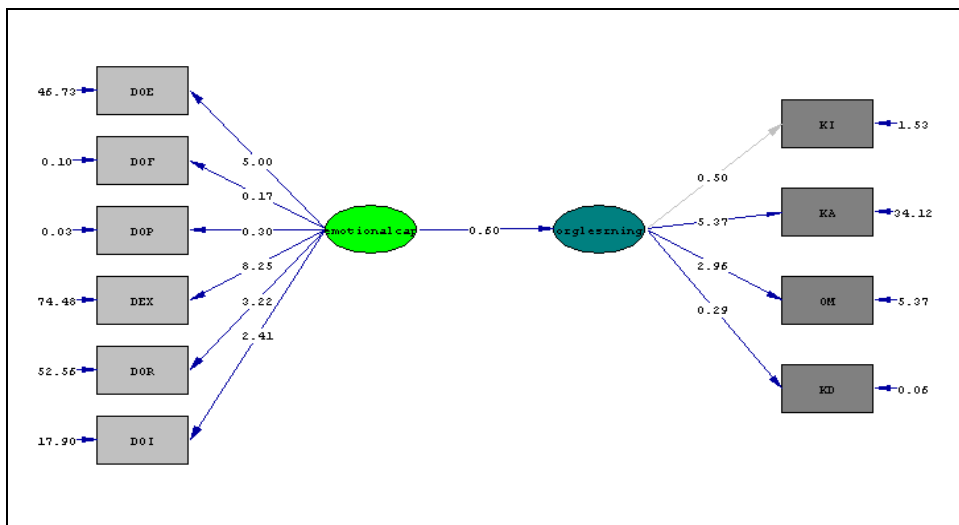 46.73
DOE
0.10
DOF
0.03
DOP
74.48
DEX
52.56
DOR
17.90
DOI
5.00
0.17
0.30
8.25
3.22
2.41
emotionalcap
0.60
orglesrning
0.50
5.37
2.96
0.29
KI
1.53
KA
34.12
OM
5.37
KD
0.06